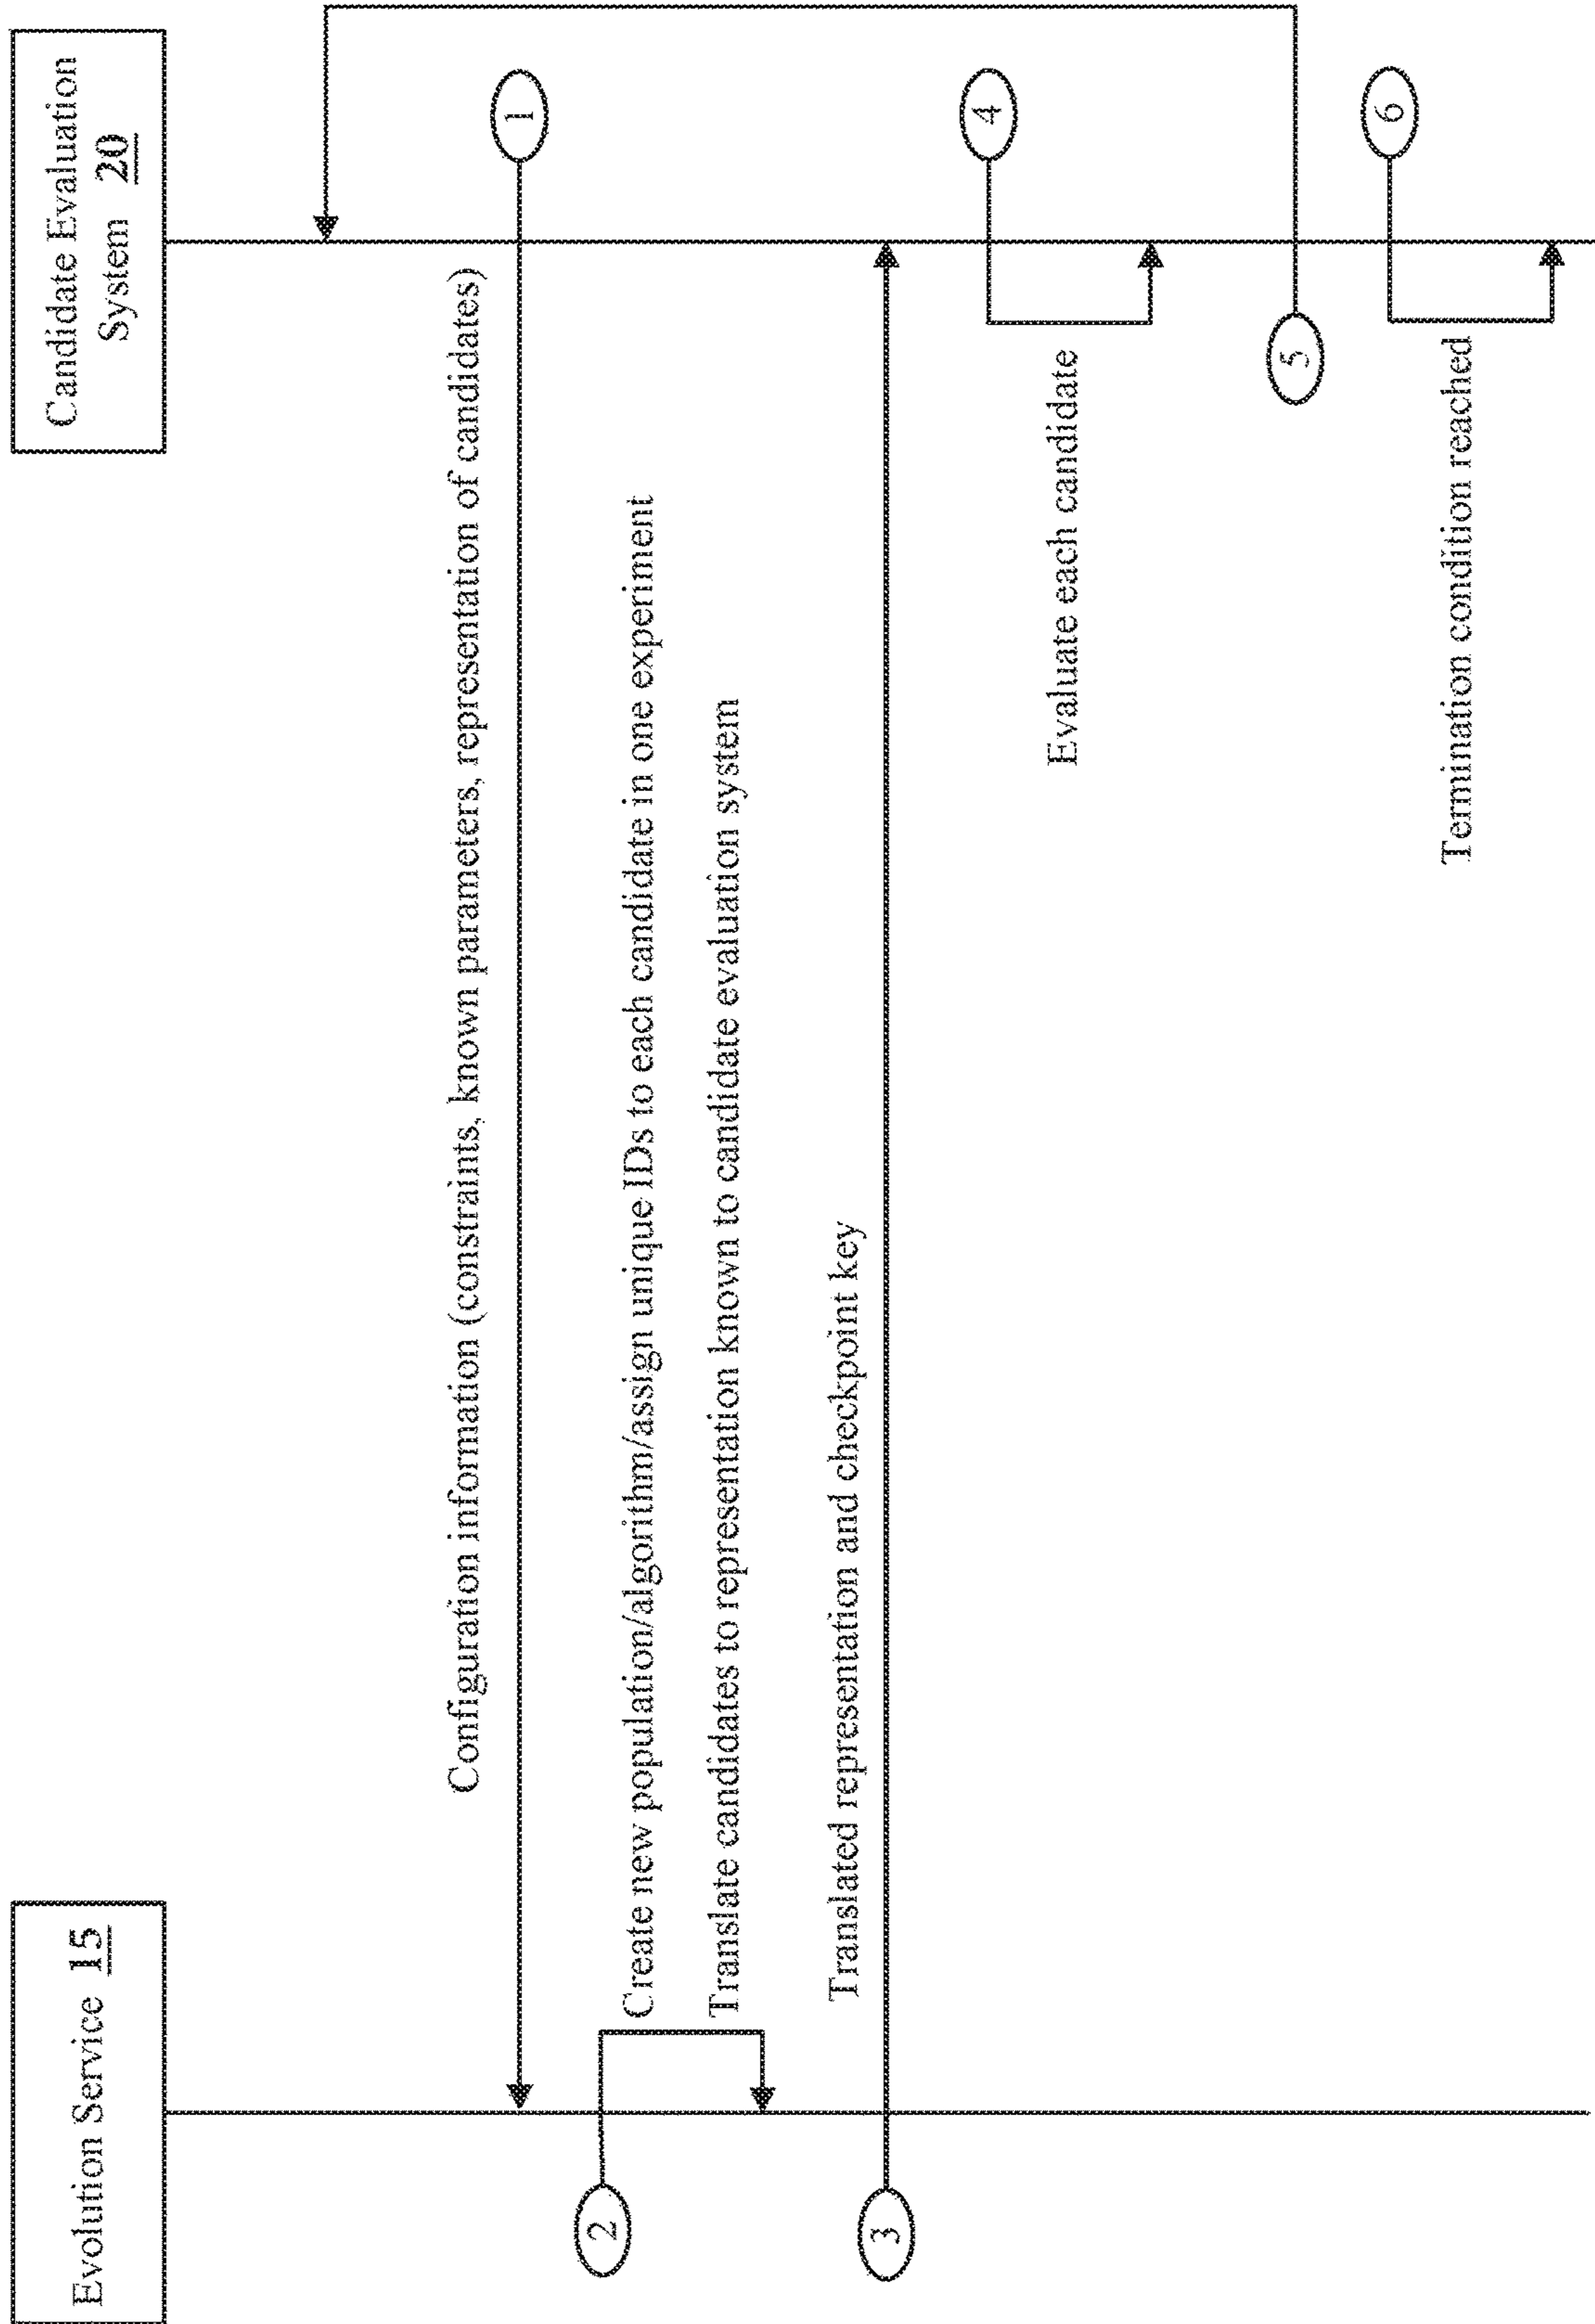 Evolution Service 15
Candidate Evaluation
System 20
Configuration information (constraints, known parameters, representation of candidates)
1
2
Create new population/algorithm/assign unique IDs to each candidate in one experiment
Translate candidates to representation known to candidate evaluation system
3
Translated representation and checkpoint key
4
Evaluate each candidate
5
6
Termination condition reached